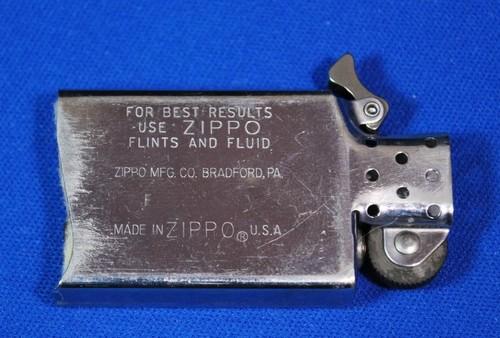 FOR BEST RESULTS
USE ZIPPO
FLINTS AND FLUID
ZIPPO MFG. CO. BRADFORD, PA.
F
MADE IN ZIPPO® U.S.A.